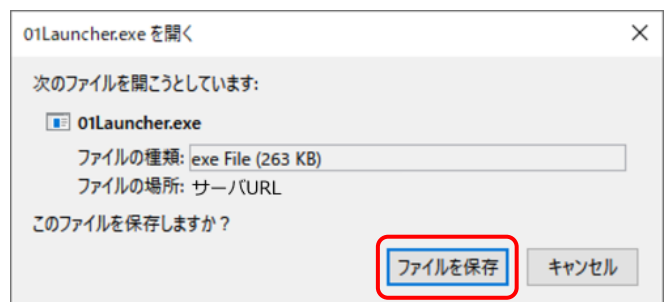 01Launcher.exe を開く
次のファイルを開こうとしています:
01Launcher.exe
ファイルの種類: exe File (263 KB)
ファイルの場所: サーバURL
このファイルを保存しますか？
ファイルを保存 キャンセル